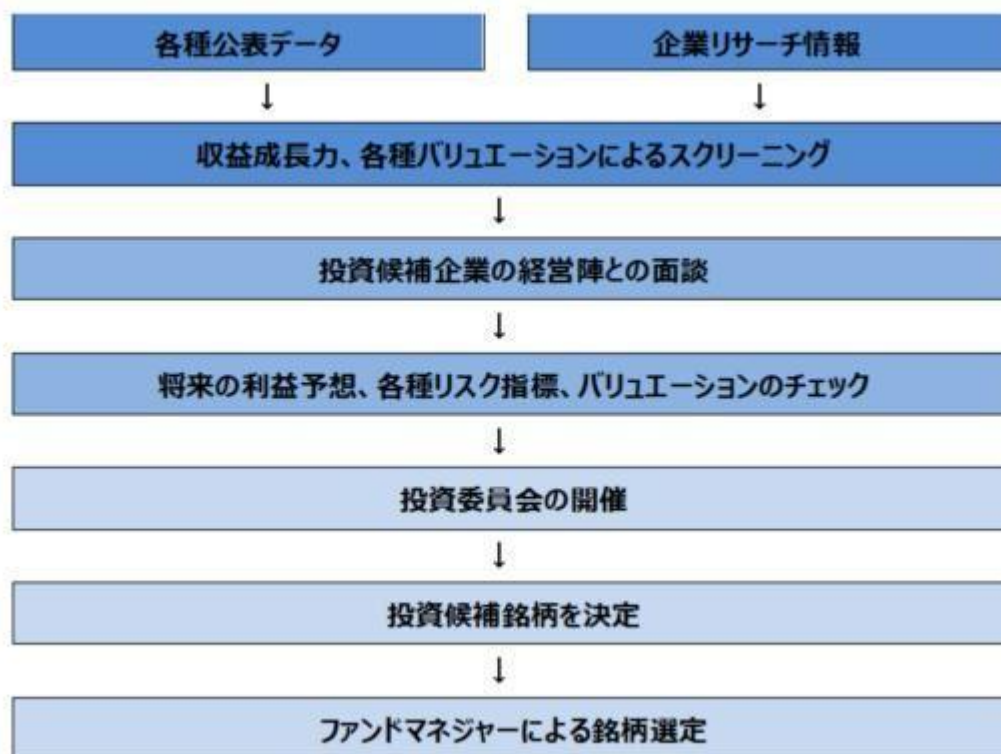 各種公表データ
企業リサーチ情報
↓ ↓
収益成長力、各種バリュエーションによるスクリーニング
↓
投資候補企業の経営陣との面談
↓
将来の利益予想、各種リスク指標、バリュエーションのチェック
↓
投資委員会の開催
↓
投資候補銘柄を決定
↓
ファンドマネジャーによる銘柄選定